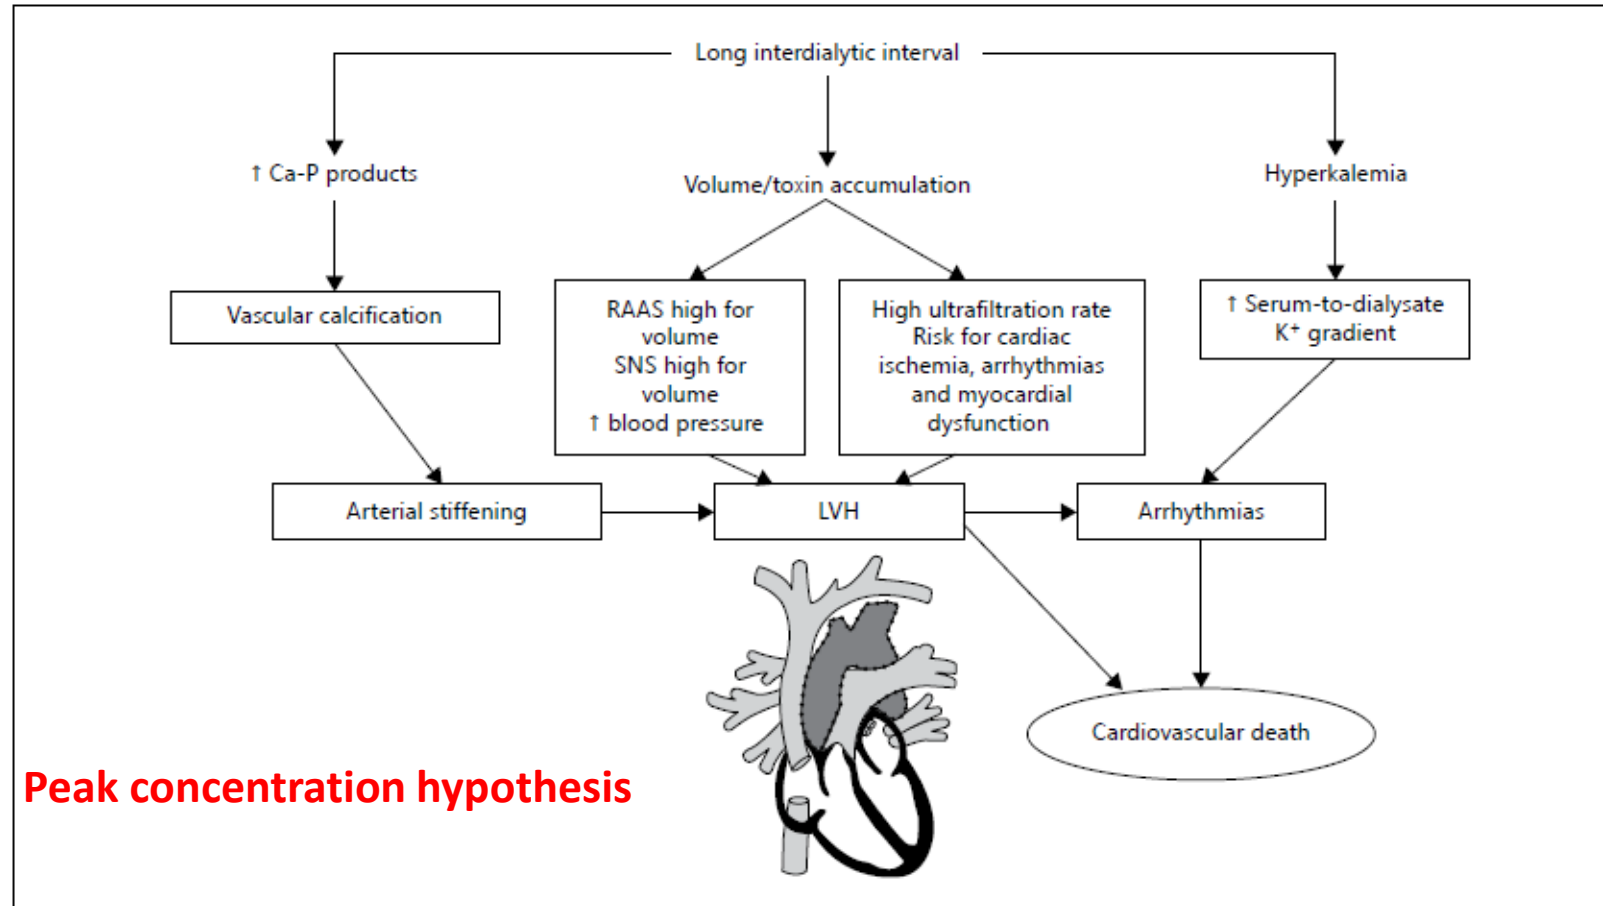 Long interdialytic interval
↑ Ca-P products
Volume/toxin accumulation
Hyperkalemia
Vascular calcification
RAAS high for
volume
SNS high for
volume
↑ blood pressure
High ultrafiltration rate
Risk for cardiac
ischemia, arrhythmias
and myocardial
dysfunction
↑ Serum-to-dialysate
K⁺ gradient
Arterial stiffening
LVH
Arrhythmias
Cardiovascular death
Peak concentration hypothesis